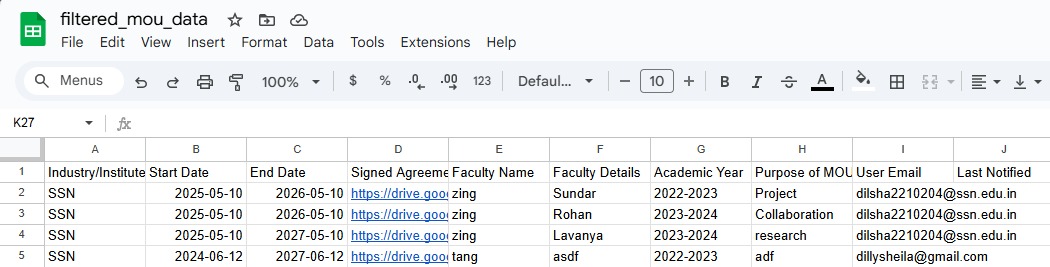 filtered_mou_data
File Edit View Insert Format Data Tools Extensions Help
Menus 100% $ % .0 .00 123 Defaul... − 10 + B I S A
K27 fx
A B C D E F G H I J
1 Industry/Institute Start Date End Date Signed Agreeme Faculty Name Faculty Details Academic Year Purpose of MOU User Email Last Notified
2 SSN 2025-05-10 2026-05-10 https://drive.goo zing Sundar 2022-2023 Project dilsha2210204@ssn.edu.in
3 SSN 2025-05-10 2026-05-10 https://drive.goo zing Rohan 2023-2024 Collaboration dilsha2210204@ssn.edu.in
4 SSN 2025-05-10 2027-05-10 https://drive.goo zing Lavanya 2023-2024 research dilsha2210204@ssn.edu.in
5 SSN 2024-06-12 2027-06-12 https://drive.goo tang asdf 2022-2023 adf dillysheila@gmail.com